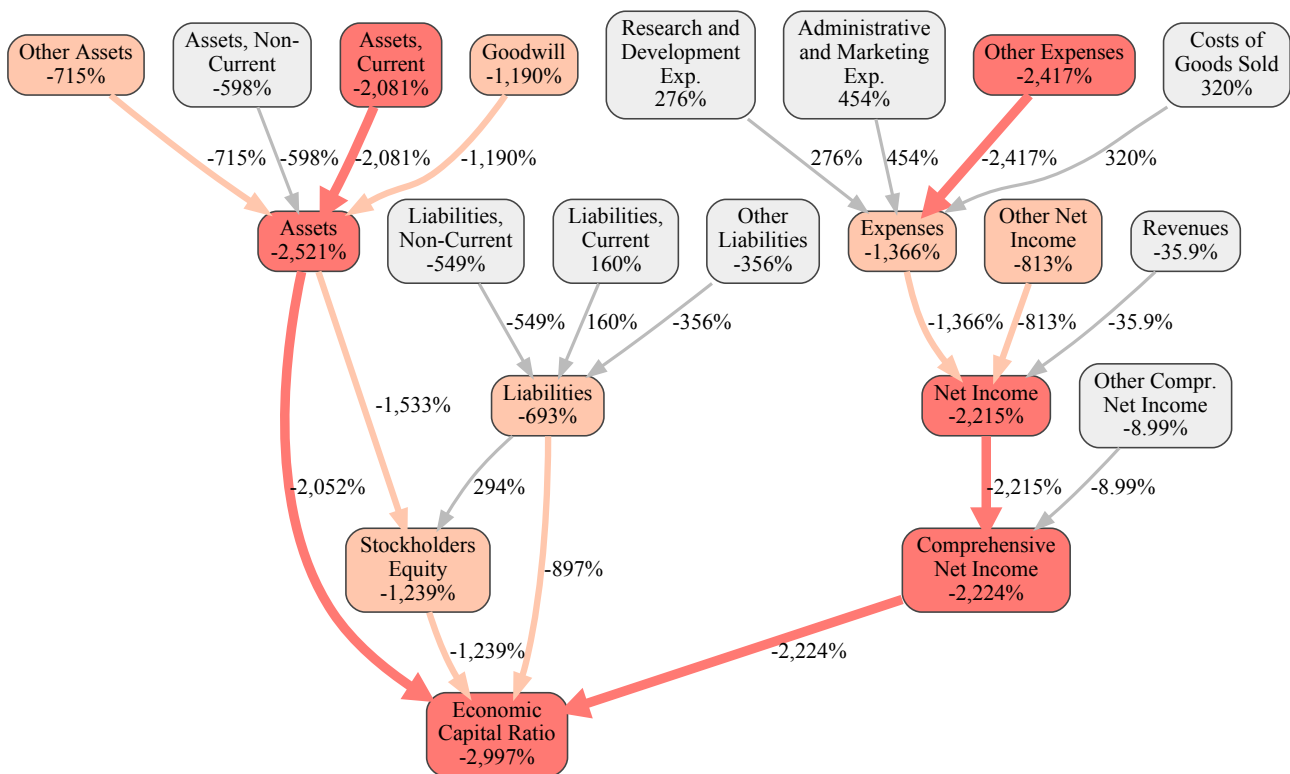 Other Assets
-715%
Assets, Non-
Current
-598%
Assets,
Current
-2,081%
Goodwill
-1,190%
Research and
Development
Exp.
276%
Administrative
and Marketing
Exp.
454%
Other Expenses
-2,417%
Costs of
Goods Sold
320%
-715%
-598%
-2,081%
-1,190%
276%
454%
-2,417%
320%
Assets
-2,521%
Liabilities,
Non-Current
-549%
Liabilities,
Current
160%
Other
Liabilities
-356%
Expenses
-1,366%
Other Net
Income
-813%
Revenues
-35.9%
-549%
160%
-356%
-1,366%
-813%
-35.9%
-1,533%
Liabilities
-693%
Net Income
-2,215%
Other Compr.
Net Income
-8.99%
-2,052%
294%
-2,215%
-8.99%
Stockholders
Equity
-1,239%
-897%
Comprehensive
Net Income
-2,224%
-1,239%
-2,224%
Economic
Capital Ratio
-2,997%